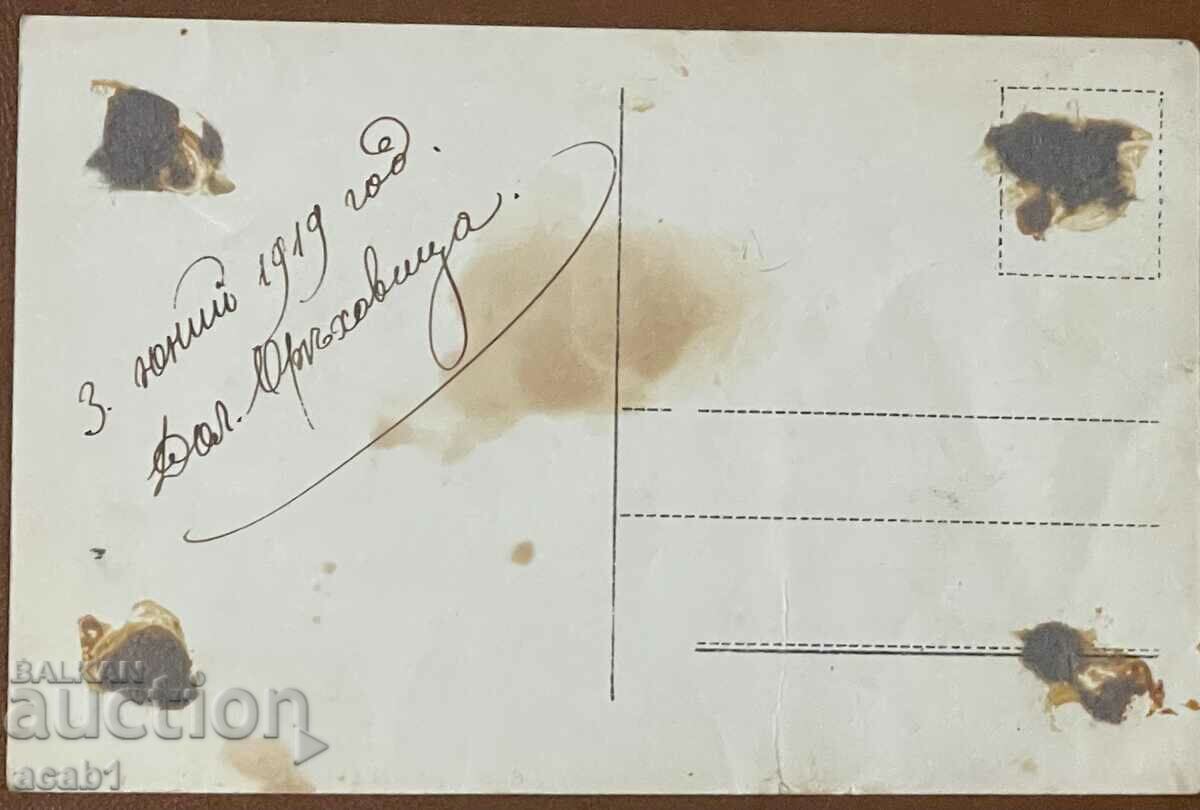 3. юний 1919 год.
Дол. Орѣховица.
BALKAN
auction
acab1